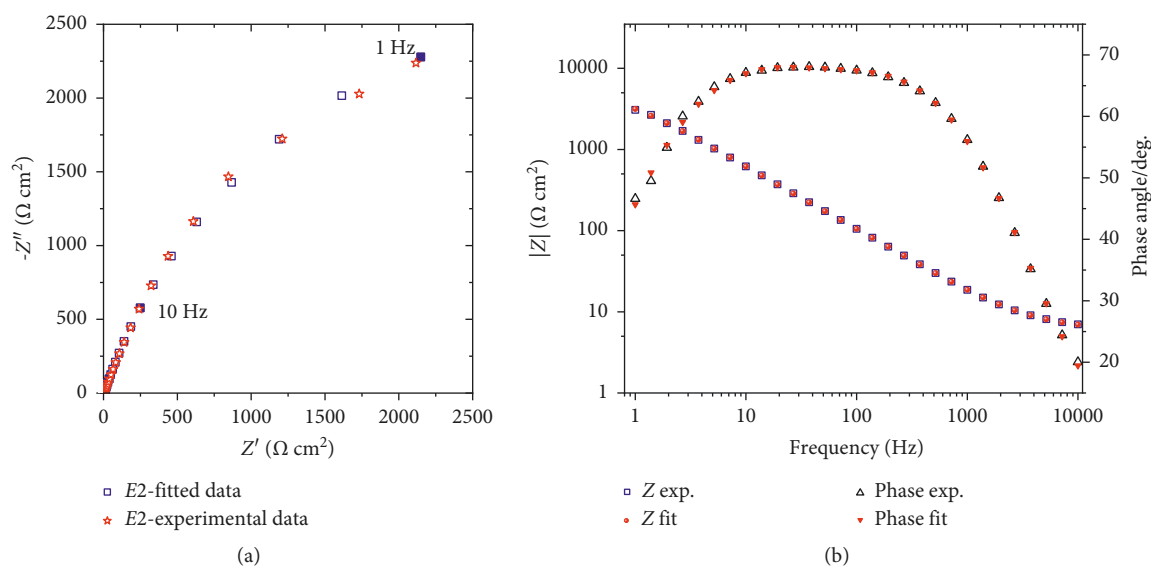 2500
2000
1500
1000
500
0
-Z″ (Ω cm²)
1 Hz
10 Hz
0 500 1000 1500 2000 2500
Z′ (Ω cm²)
E2-fitted data
E2-experimental data
(a)
10000
1000
100
10
1
|Z| (Ω cm²)
70
60
50
40
30
20
Phase angle/deg.
1 10 100 1000 10000
Frequency (Hz)
Z exp.
Z fit
Phase exp.
Phase fit
(b)